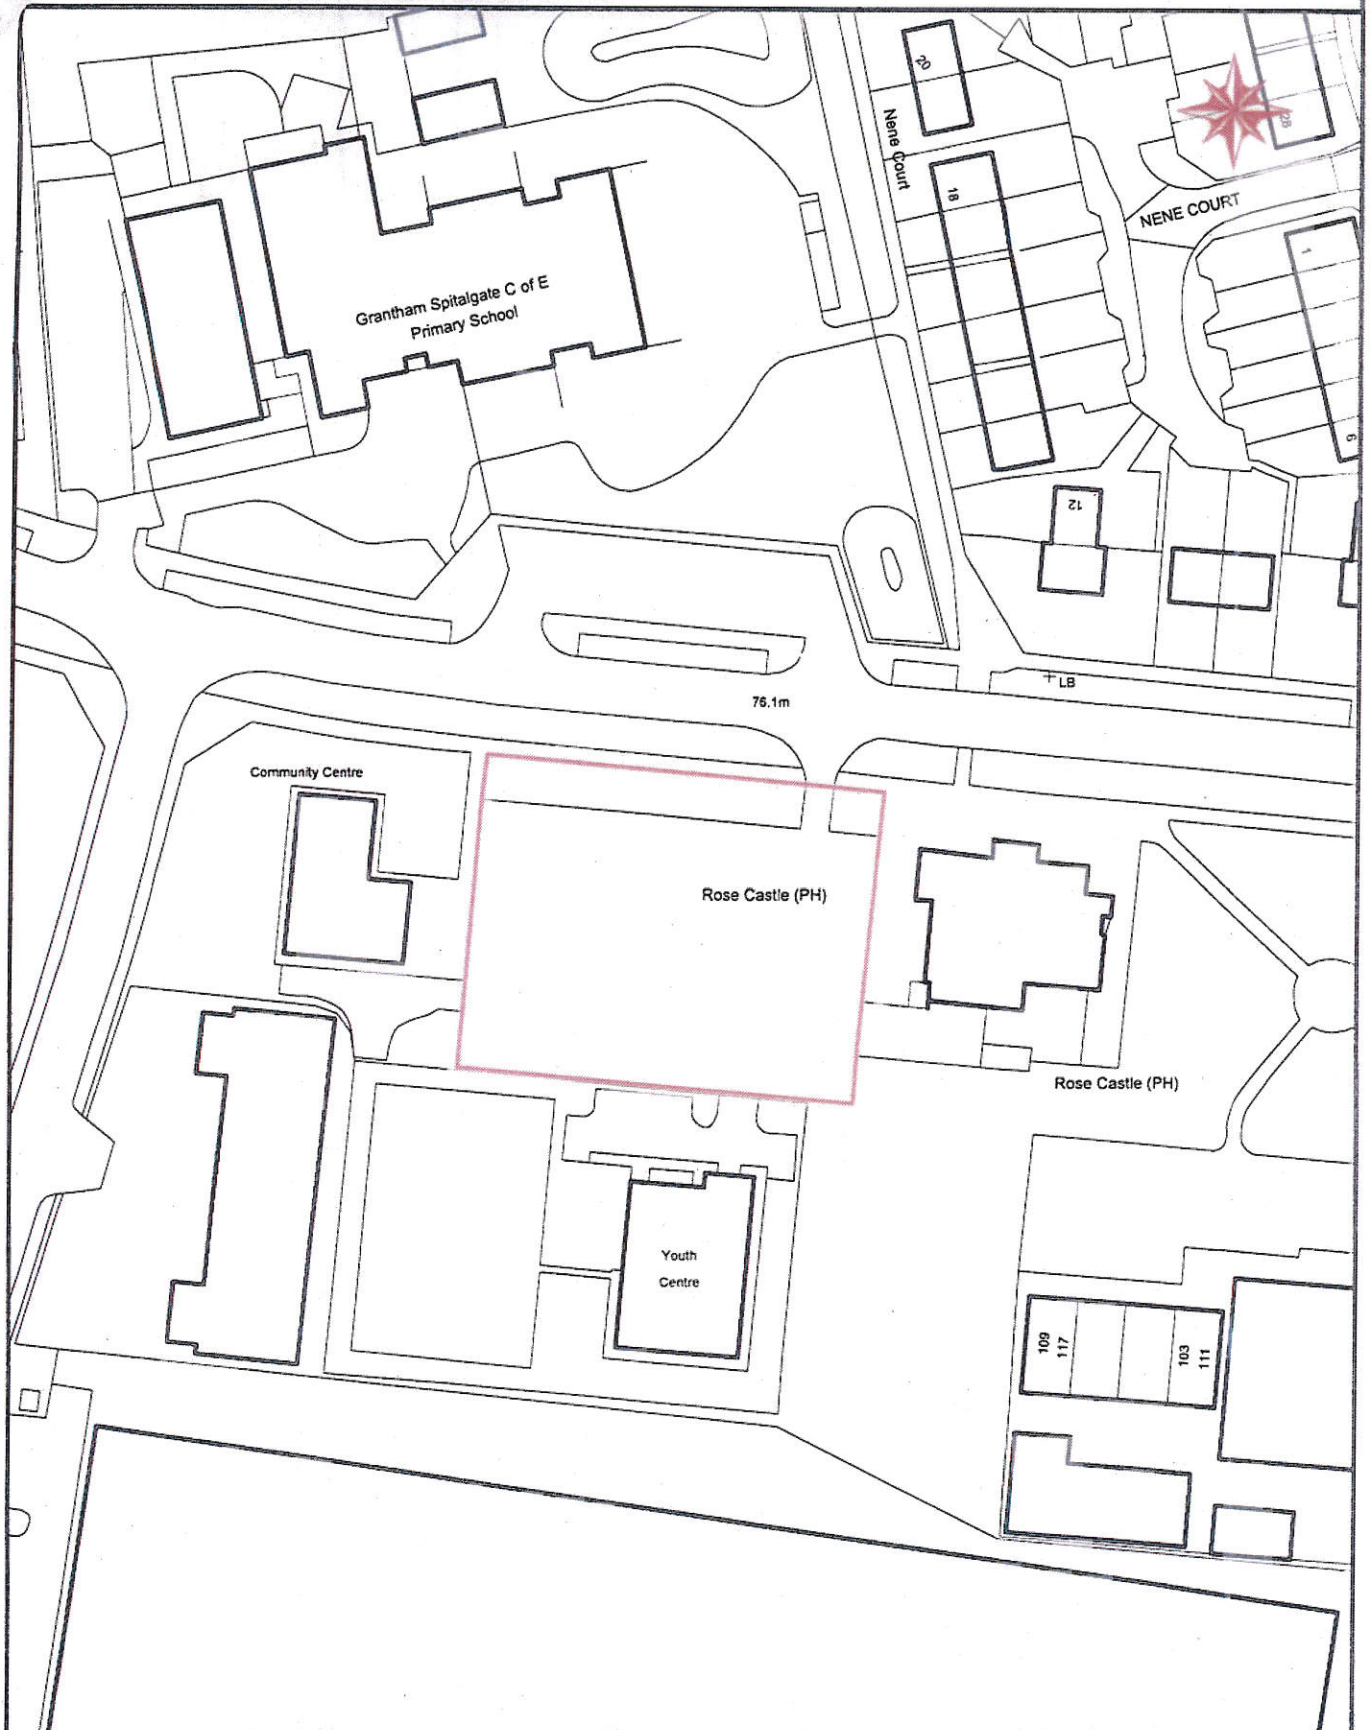 20
Nene Court
28
18
NENE COURT
1
Grantham Spitalgate C of E
Primary School
6
12
LB
76.1m
Community Centre
Rose Castle (PH)
Rose Castle (PH)
Youth
Centre
109
117
103
111